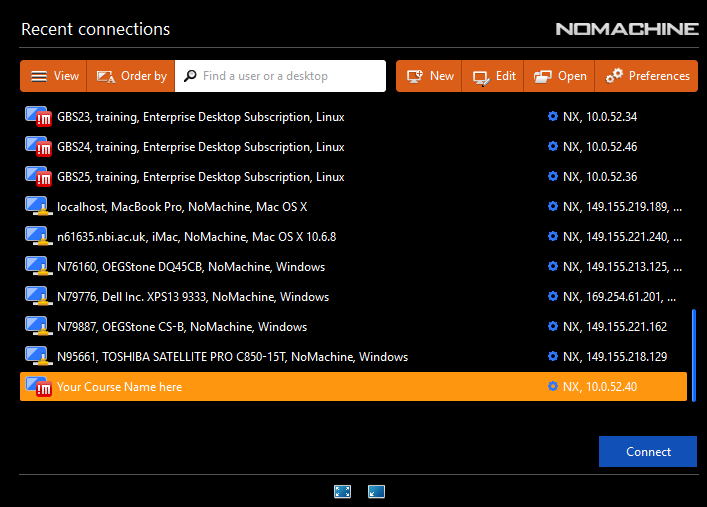 Recent connections
NOMACHINE
View Order by Find a user or a desktop New Edit Open Preferences
GBS23, training, Enterprise Desktop Subscription, Linux NX, 10.0.52.34
GBS24, training, Enterprise Desktop Subscription, Linux NX, 10.0.52.46
GBS25, training, Enterprise Desktop Subscription, Linux NX, 10.0.52.36
localhost, MacBook Pro, NoMachine, Mac OS X NX, 149.155.219.189, ...
n61635.nbi.ac.uk, iMac, NoMachine, Mac OS X 10.6.8 NX, 149.155.221.240, ...
N76160, OEGStone DQ45CB, NoMachine, Windows NX, 149.155.213.125, ...
N79776, Dell Inc. XPS13 9333, NoMachine, Windows NX, 169.254.61.201, ...
N79887, OEGStone CS-B, NoMachine, Windows NX, 149.155.221.162
N95661, TOSHIBA SATELLITE PRO C850-15T, NoMachine, Windows NX, 149.155.218.129
Your Course Name here NX, 10.0.52.40
Connect